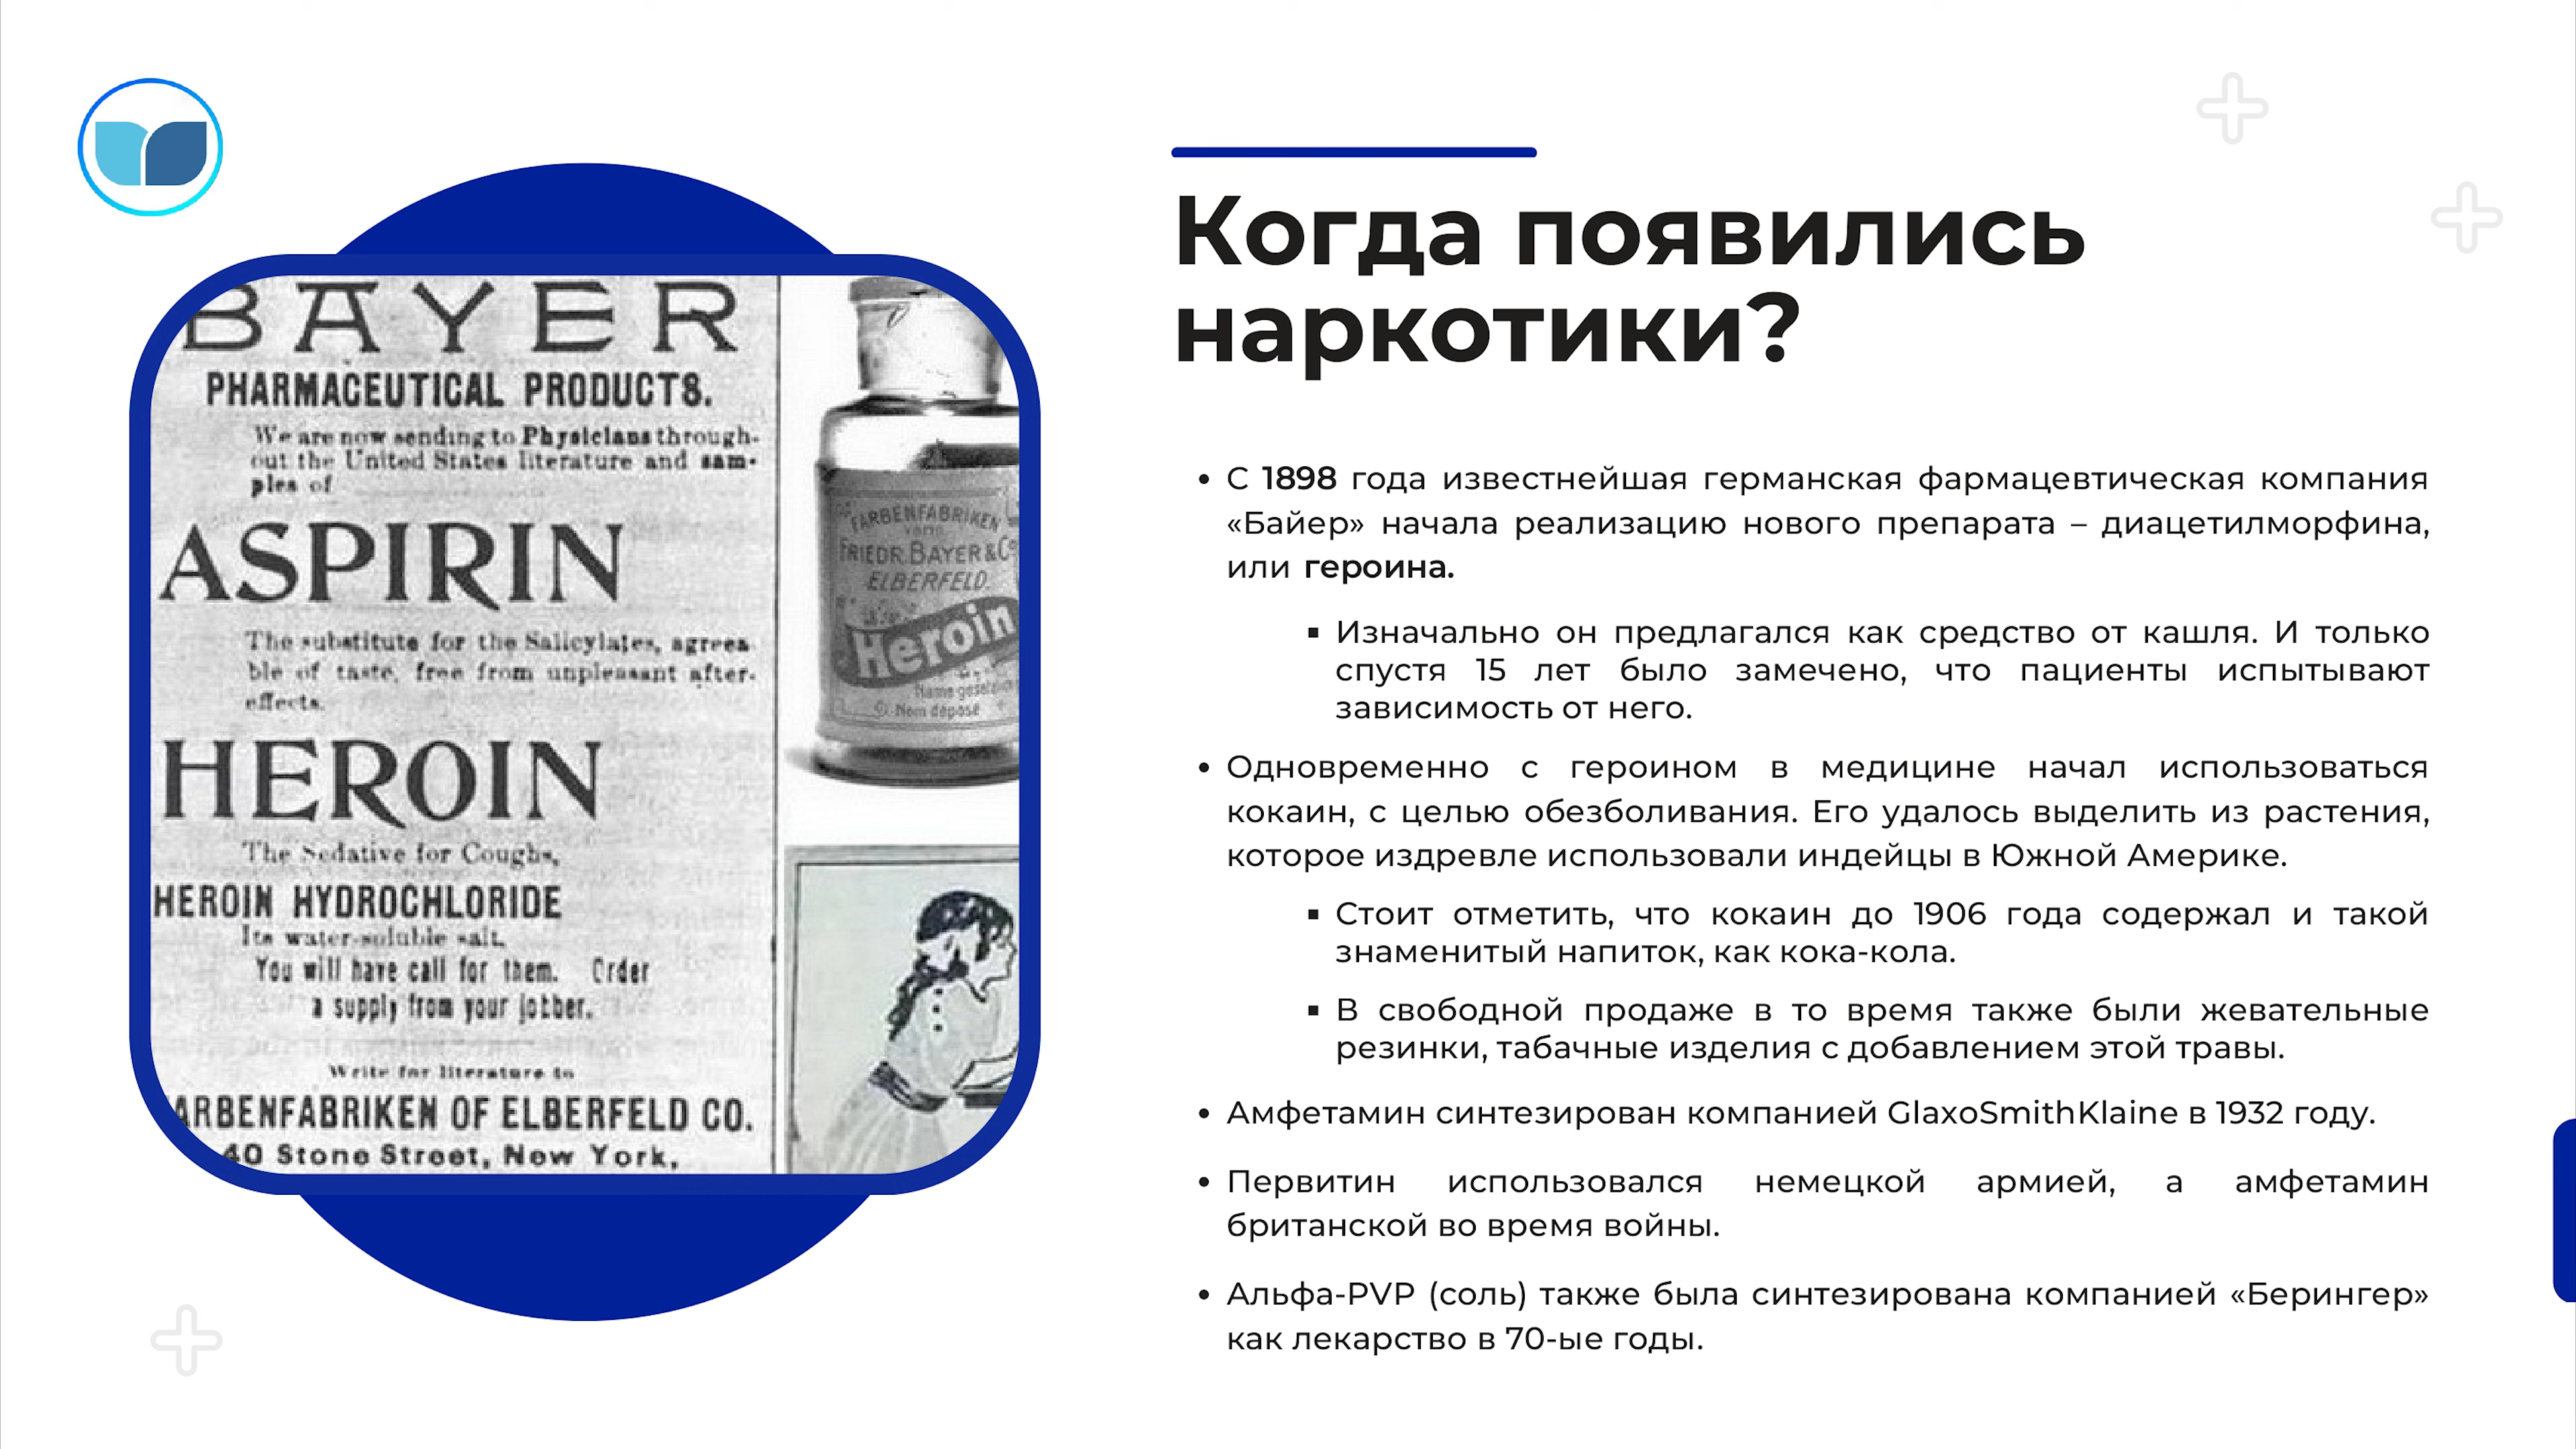 BAYER
PHARMACEUTICAL PRODUCTS.
We are now sending to Physicians through-
out the United States literature and sam-
ples of
ASPIRIN
The substitute for the Salicylates, agreea
ble of taste, free from unpleasant after-
effects.
HEROIN
The Sedative for Coughs,
HEROIN HYDROCHLORIDE
Its water-soluble salt.
You will have call for them. Order
a supply from your jobber.
Write for literature to
ARBENFABRIKEN OF ELBERFELD CO.
40 Stone Street, New York,
FARBENFABRIKEN
vorm.
FRIEDR. BAYER & Co
ELBERFELD.
Heroin
Nom déposé
Когда появились
наркотики?
• С 1898 года известнейшая германская фармацевтическая компания
«Байер» начала реализацию нового препарата – диацетилморфина,
или героина.
▪ Изначально он предлагался как средство от кашля. И только
спустя 15 лет было замечено, что пациенты испытывают
зависимость от него.
• Одновременно с героином в медицине начал использоваться
кокаин, с целью обезболивания. Его удалось выделить из растения,
которое издревле использовали индейцы в Южной Америке.
▪ Стоит отметить, что кокаин до 1906 года содержал и такой
знаменитый напиток, как кока-кола.
▪ В свободной продаже в то время также были жевательные
резинки, табачные изделия с добавлением этой травы.
• Амфетамин синтезирован компанией GlaxoSmithKlaine в 1932 году.
• Первитин использовался немецкой армией, а амфетамин
британской во время войны.
• Альфа-PVP (соль) также была синтезирована компанией «Берингер»
как лекарство в 70-ые годы.